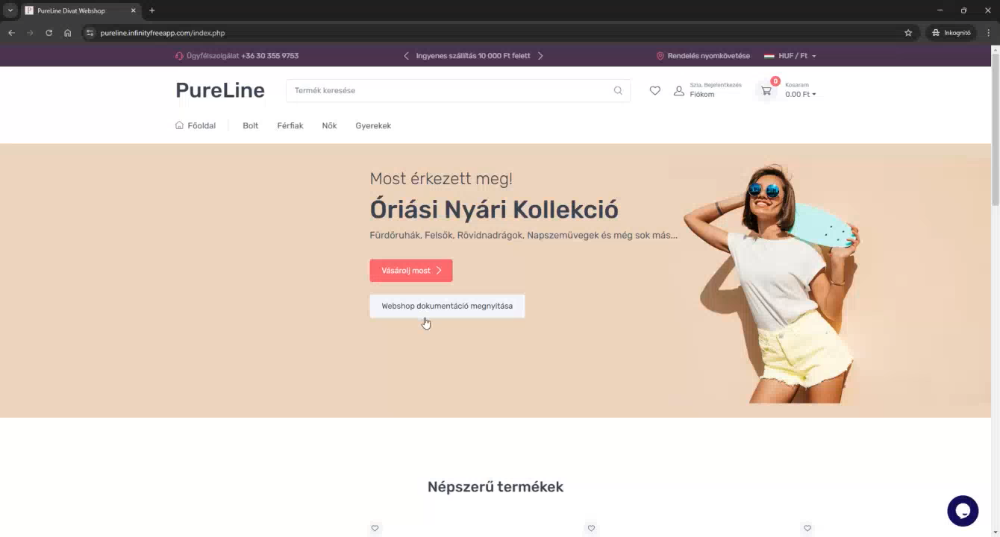 PureLine Divat Webshop
pureline.infinityfreeapp.com/index.php
Inkognitó
Ügyfélszolgálat +36 30 355 9753
Ingyenes szállítás 10 000 Ft felett
Rendelés nyomkövetése
HUF / Ft
PureLine
Termék keresése
Szia, Bejelentkezés
Fiókom
0
Kosaram
0.00 Ft
Főoldal
Bolt
Férfiak
Nők
Gyerekek
Most érkezett meg!
Óriási Nyári Kollekció
Fürdőruhák, Felsők, Rövidnadrágok, Napszemüvegek és még sok más...
Vásárolj most
Webshop dokumentáció megnyitása
Népszerű termékek